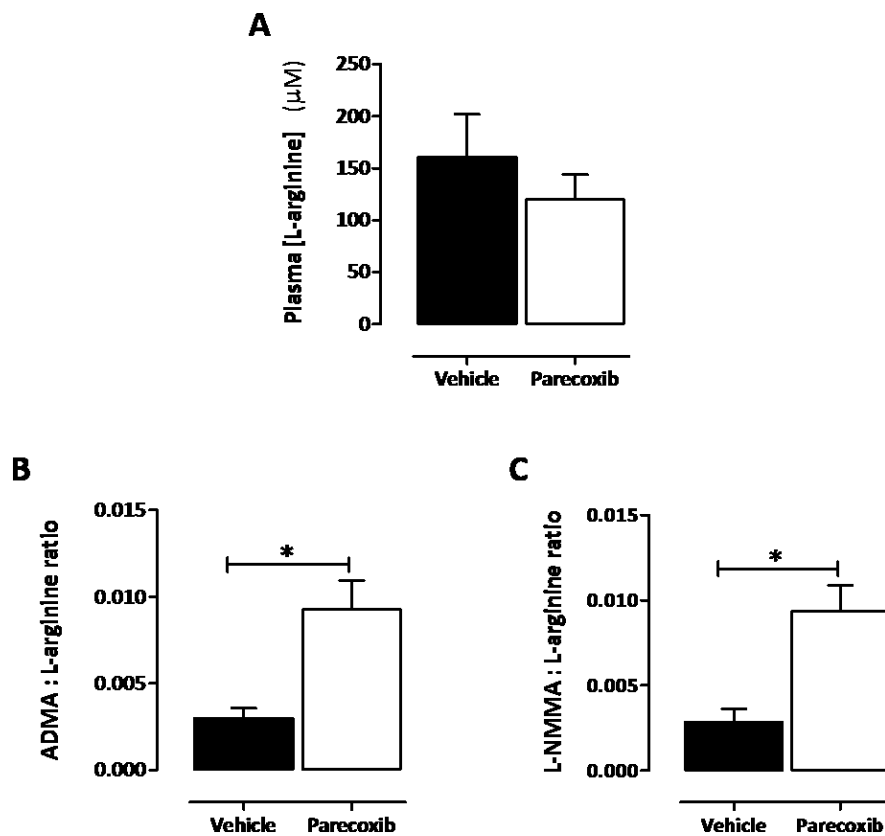 A
Plasma [L-arginine] (μM)
250
200
150
100
50
0
Vehicle Parecoxib
B
ADMA : L-arginine ratio
0.015
*
0.010
0.005
0.000
Vehicle Parecoxib
C
L-NMMA : L-arginine ratio
0.015
*
0.010
0.005
0.000
Vehicle Parecoxib